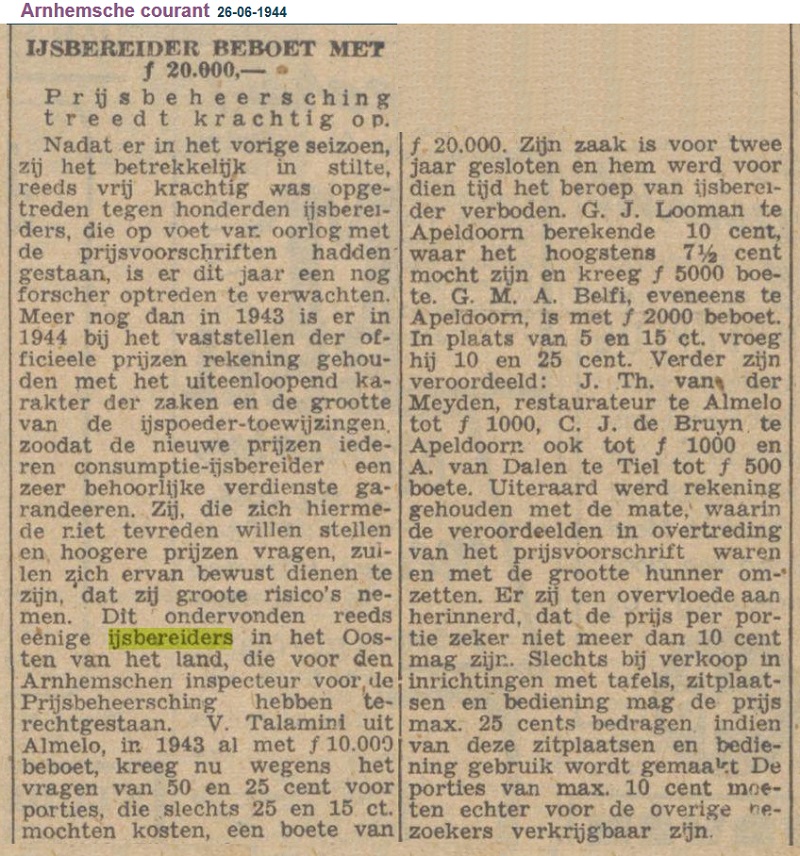 Arnhemsche courant 26-06-1944
IJSBEREIDER BEBOET MET
ƒ 20.000,—
Prijsbeheersching
treedt krachtig op.
Nadat er in het vorige seizoen,
zij het betrekkelijk in stilte,
reeds vrij krachtig was opge-
treden tegen honderden ijsberei-
ders, die op voet van oorlog met
de prijsvoorschriften hadden
gestaan, is er dit jaar een nog
forscher optreden te verwachten.
Meer nog dan in 1943 is er in
1944 bij het vaststellen der of-
ficieele prijzen rekening gehou-
den met het uiteenloopend ka-
rakter der zaken en de grootte
van de ijspoeder-toewijzingen,
zoodat de nieuwe prijzen iede-
ren consumptie-ijsbereider een
zeer behoorlijke verdienste ga-
randeeren. Zij, die zich hierme-
de niet tevreden willen stellen
en hoogere prijzen vragen, zul-
len zich ervan bewust dienen te
zijn, dat zij groote risico's ne-
men. Dit ondervonden reeds
eênige ijsbereiders in het Oos-
ten van het land, die voor den
Arnhemschen inspecteur voor de
Prijsbeheersching hebben te-
rechtgestaan. V. Talamini uit
Almelo, in 1943 al met ƒ 10.000
beboet, kreeg nu wegens het
vragen van 50 en 25 cent voor
porties, die slechts 25 en 15 ct.
mochten kosten, een boete van
ƒ 20.000. Zijn zaak is voor twee
jaar gesloten en hem werd voor
dien tijd het beroep van ijsberei-
der verboden. G. J. Looman te
Apeldoorn berekende 10 cent,
waar het hoogstens 7½ cent
mocht zijn en kreeg ƒ 5000 boe-
te. G. M. A. Belfi, eveneens te
Apeldoorn, is met ƒ 2000 beboet.
In plaats van 5 en 15 ct. vroeg
hij 10 en 25 cent. Verder zijn
veroordeeld: J. Th. van der
Meyden, restaurateur te Almelo
tot ƒ 1000, C. J. de Bruyn te
Apeldoorn ook tot ƒ 1000 en
A. van Dalen te Tiel tot ƒ 500
boete. Uiteraard werd rekening
gehouden met de mate, waarin
de veroordeelden in overtreding
van het prijsvoorschrift waren
en met de grootte hunner om-
zetten. Er zij ten overvloede aan
herinnerd, dat de prijs per por-
tie zeker niet meer dan 10 cent
mag zijn. Slechts bij verkoop in
inrichtingen met tafels, zitplaat-
sen en bediening mag de prijs
max. 25 cents bedragen indien
van deze zitplaatsen en bedie-
ning gebruik wordt gemaakt De
porties van max. 10 cent moe-
ten echter voor de overige be-
zoekers verkrijgbaar zijn.